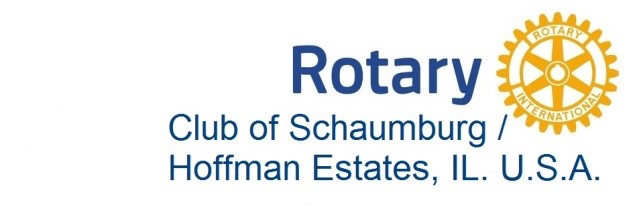 Rotary
ROTARY
INTERNATIONAL
Club of Schaumburg /
Hoffman Estates, IL. U.S.A.